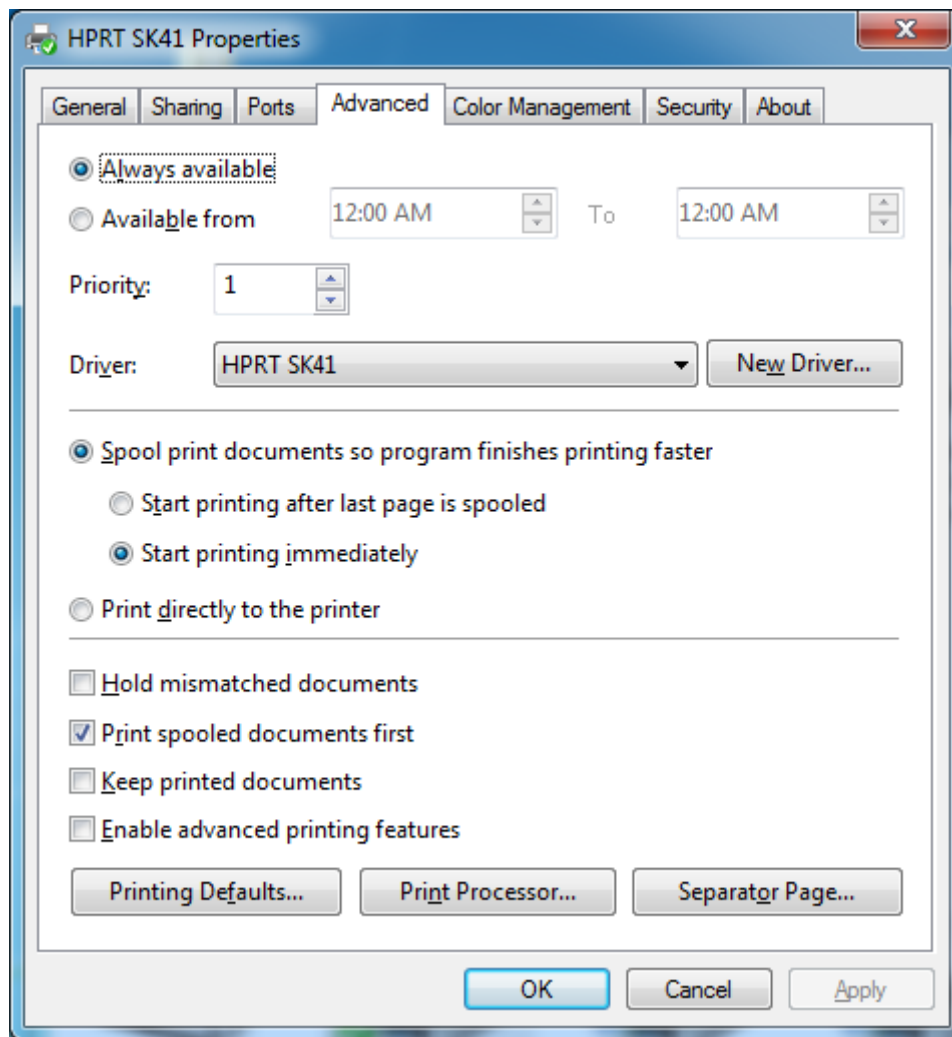 HPRT SK41 Properties
General Sharing Ports Advanced Color Management Security About
Always available
Available from 12:00 AM To 12:00 AM
Priority: 1
Driver: HPRT SK41 New Driver...
Spool print documents so program finishes printing faster
Start printing after last page is spooled
Start printing immediately
Print directly to the printer
Hold mismatched documents
Print spooled documents first
Keep printed documents
Enable advanced printing features
Printing Defaults... Print Processor... Separator Page...
OK Cancel Apply